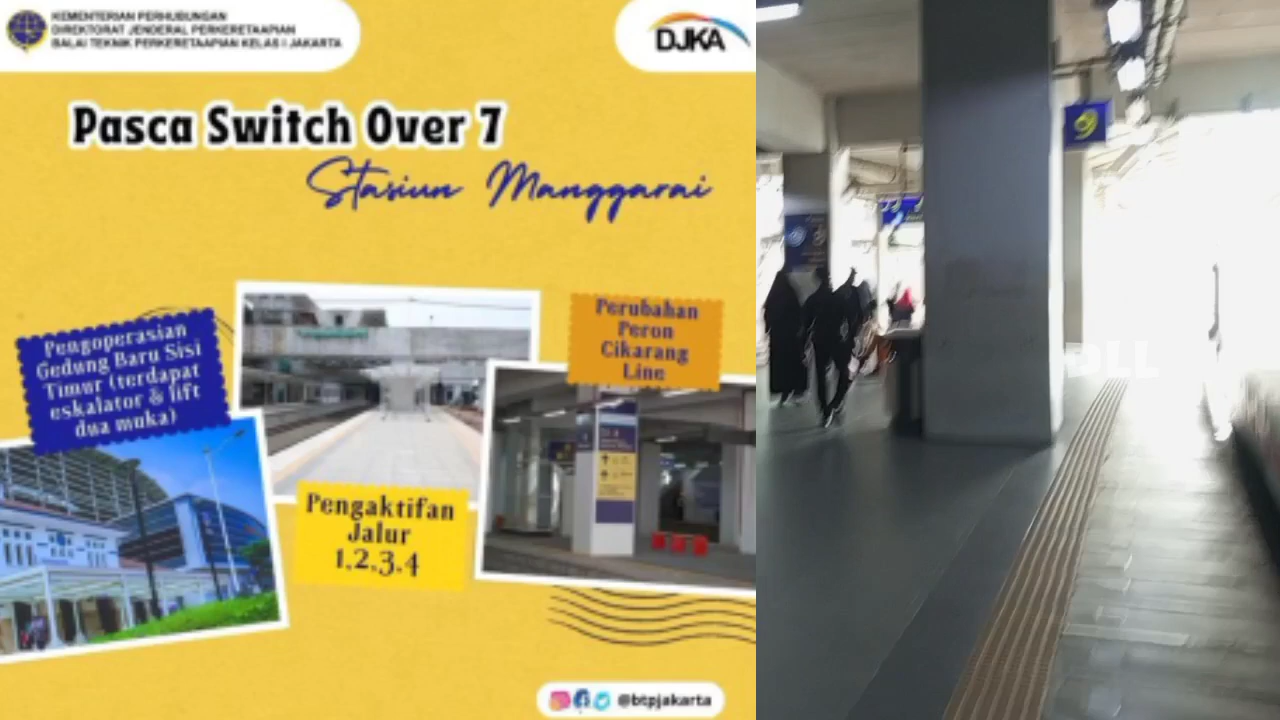 KEMENTERIAN PERHUBUNGAN
DIREKTORAT JENDERAL PERKERETAAPIAN
BALAI TEKNIK PERKERETAAPIAN KELAS I JAKARTA
DJKA
Pasca Switch Over 7
Stasiun Manggarai
Pengoperasian
Gedung Baru Sisi
Timur (terdapat
eskalator & lift
dua muka)
Perubahan
Peron
Cikarang
Line
Pengaktifan
Jalur
1,2,3,4
@btpjakarta
9
DLL